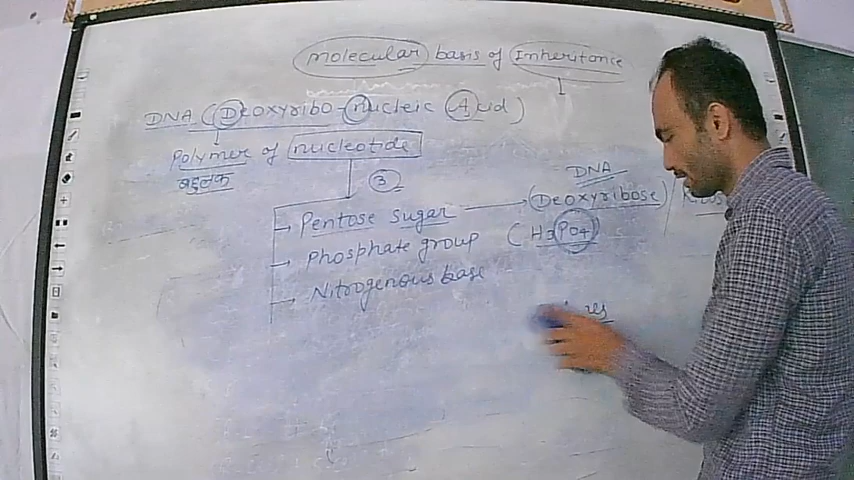 molecular basis of Inheritance
DNA (Deoxyribo-nucleic Acid)
Polymer of nucleotide
बहुलक
3
DNA
Pentose sugar (Deoxyribose)/
Phosphate group (H3PO4)
Nitrogenous base